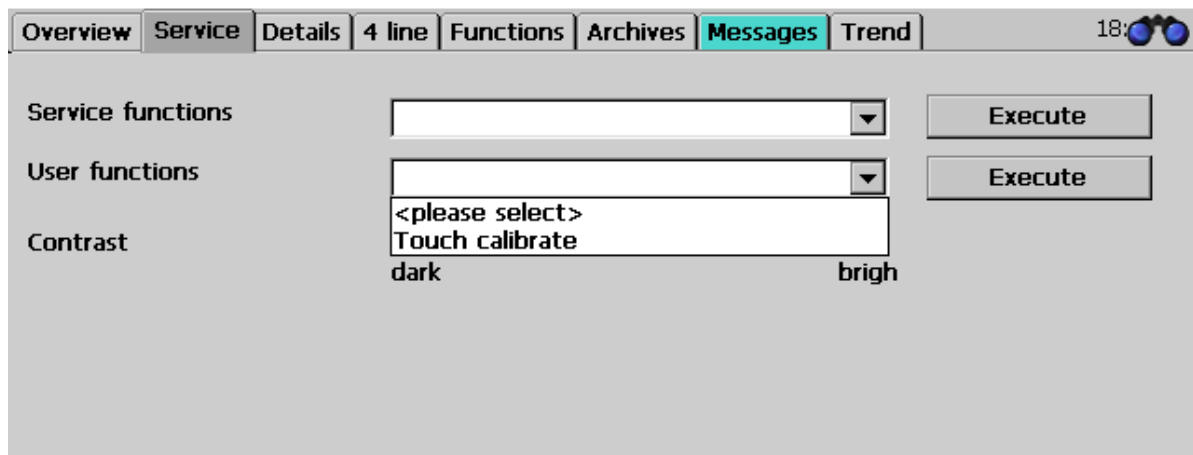 Overview Service Details 4 line Functions Archives Messages Trend 18:
Service functions Execute
User functions Execute
<please select>
Touch calibrate
Contrast
dark brigh